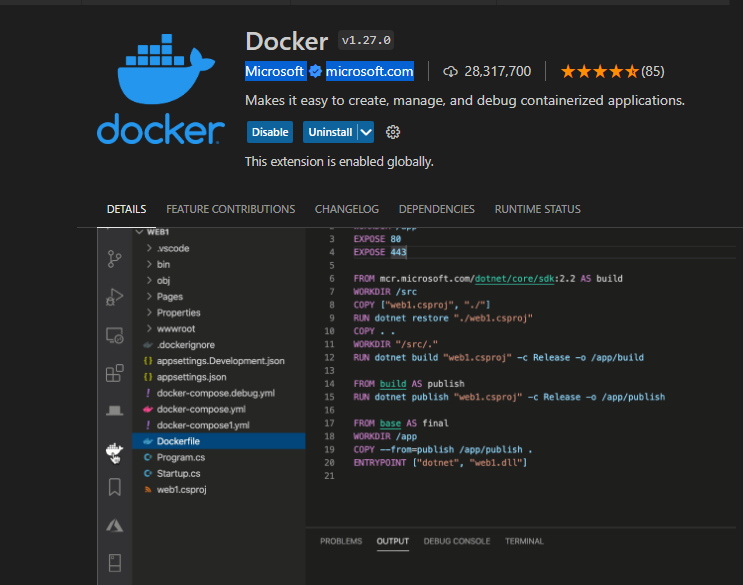 Docker v1.27.0
Microsoft microsoft.com 28,317,700 (85)
Makes it easy to create, manage, and debug containerized applications.
docker
Disable Uninstall
This extension is enabled globally.
DETAILS FEATURE CONTRIBUTIONS CHANGELOG DEPENDENCIES RUNTIME STATUS
WEB1
.vscode
bin
obj
Pages
Properties
wwwroot
.dockerignore
appsettings.Development.json
appsettings.json
docker-compose.debug.yml
docker-compose.yml
docker-compose1.yml
Dockerfile
Program.cs
Startup.cs
web1.csproj
3 EXPOSE 80
4 EXPOSE 443
5
6 FROM mcr.microsoft.com/dotnet/core/sdk:2.2 AS build
7 WORKDIR /src
8 COPY ["web1.csproj", "./"]
9 RUN dotnet restore "./web1.csproj"
10 COPY . .
11 WORKDIR "/src/."
12 RUN dotnet build "web1.csproj" -c Release -o /app/build
13
14 FROM build AS publish
15 RUN dotnet publish "web1.csproj" -c Release -o /app/publish
16
17 FROM base AS final
18 WORKDIR /app
19 COPY --from=publish /app/publish .
20 ENTRYPOINT ["dotnet", "web1.dll"]
21
PROBLEMS OUTPUT DEBUG CONSOLE TERMINAL